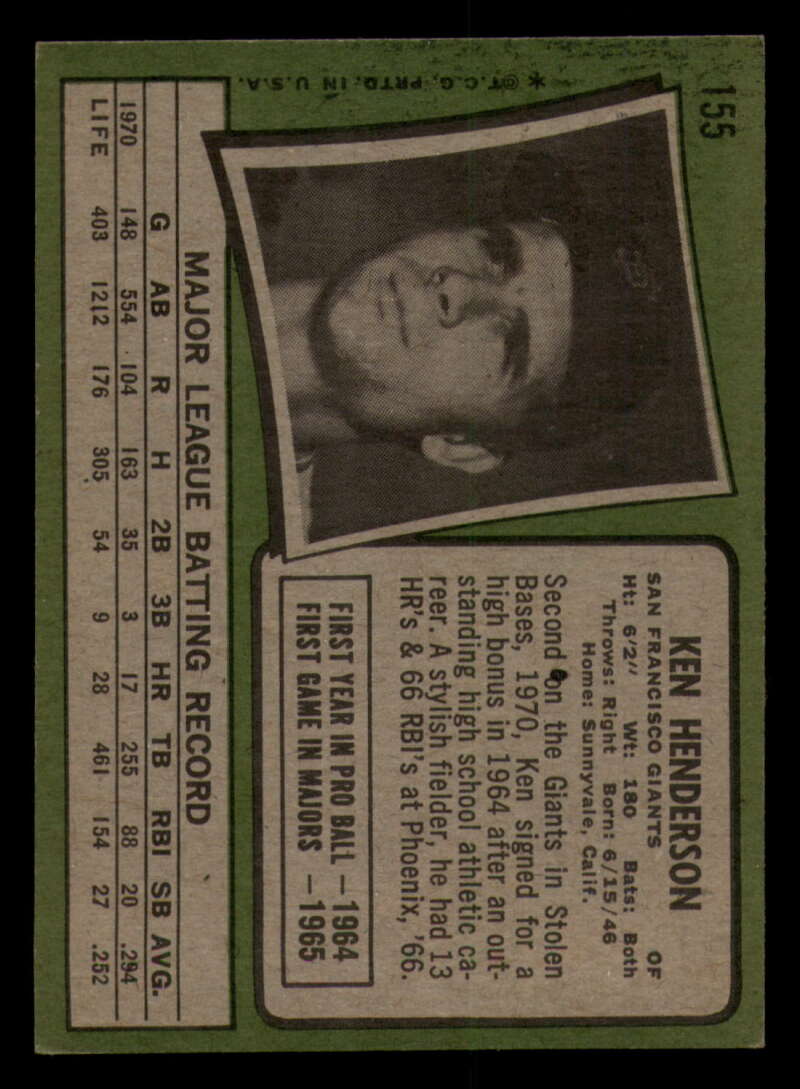 155
✶ ©T.C.G. PRTD. IN U.S.A.
KEN HENDERSON
SAN FRANCISCO GIANTS OF
Ht: 6'2" Wt: 180 Bats: Both
Throws: Right Born: 6/15/46
Home: Sunnyvale, Calif.
Second on the Giants in Stolen
Bases, 1970, Ken signed for a
high bonus in 1964 after an out-
standing high school athletic ca-
reer. A stylish fielder, he had 13
HR's & 66 RBI's at Phoenix, '66.
FIRST YEAR IN PRO BALL — 1964
FIRST GAME IN MAJORS — 1965
MAJOR LEAGUE BATTING RECORD
G AB R H 2B 3B HR TB RBI SB AVG.
1970 148 554 104 163 35 3 17 255 88 20 .294
LIFE 403 1212 176 305 54 9 28 461 154 27 .252